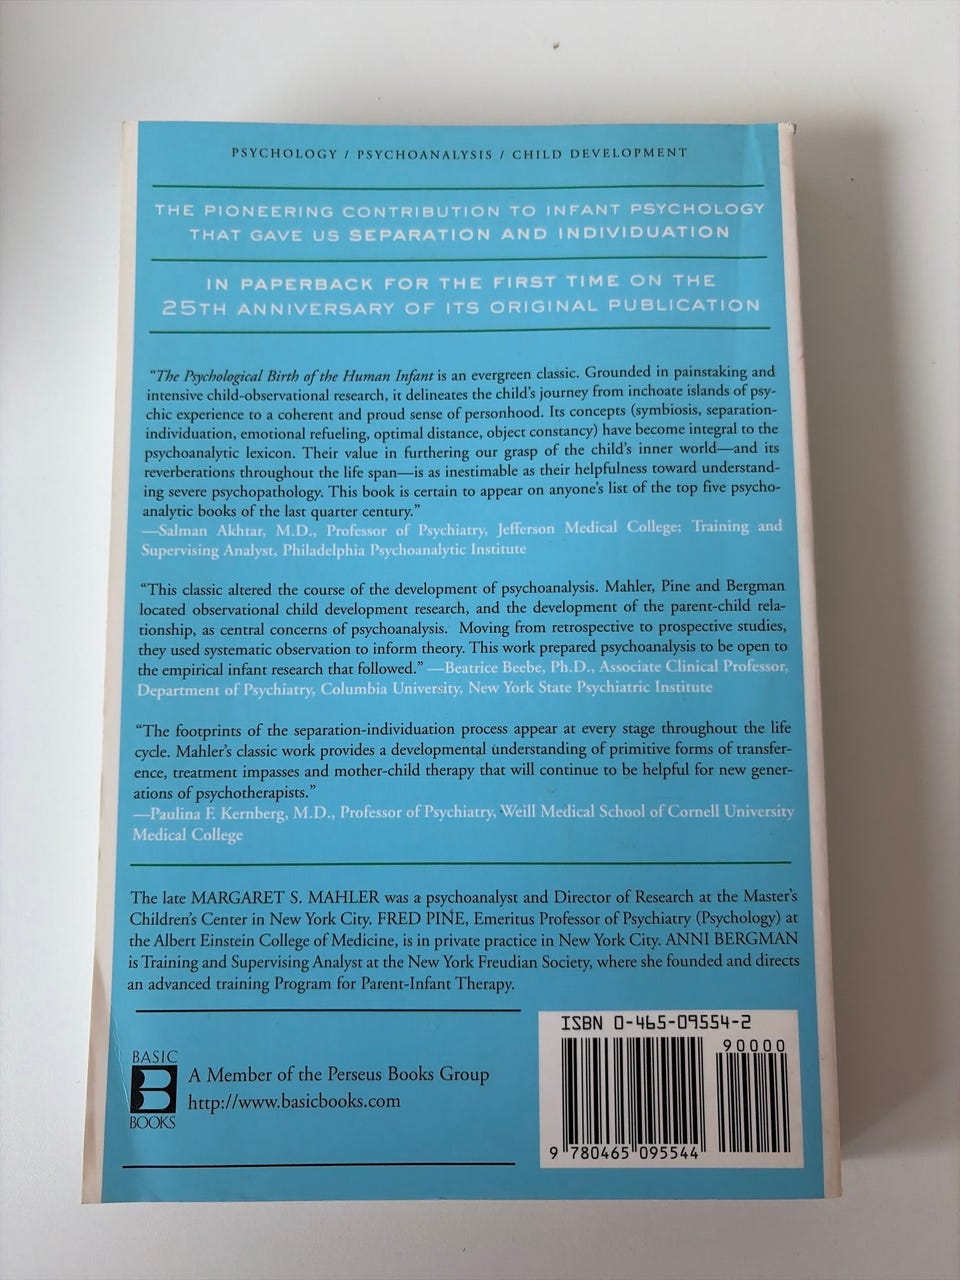 PSYCHOLOGY / PSYCHOANALYSIS / CHILD DEVELOPMENT
THE PIONEERING CONTRIBUTION TO INFANT PSYCHOLOGY
THAT GAVE US SEPARATION AND INDIVIDUATION
IN PAPERBACK FOR THE FIRST TIME ON THE
25TH ANNIVERSARY OF ITS ORIGINAL PUBLICATION
“The Psychological Birth of the Human Infant is an evergreen classic. Grounded in painstaking and
intensive child-observational research, it delineates the child’s journey from inchoate islands of psy-
chic experience to a coherent and proud sense of personhood. Its concepts (symbiosis, separation-
individuation, emotional refueling, optimal distance, object constancy) have become integral to the
psychoanalytic lexicon. Their value in furthering our grasp of the child’s inner world—and its
reverberations throughout the life span—is as inestimable as their helpfulness toward understand-
ing severe psychopathology. This book is certain to appear on anyone’s list of the top five psycho-
analytic books of the last quarter century.”
—Salman Akhtar, M.D., Professor of Psychiatry, Jefferson Medical College; Training and
Supervising Analyst, Philadelphia Psychoanalytic Institute
“This classic altered the course of the development of psychoanalysis. Mahler, Pine and Bergman
located observational child development research, and the development of the parent-child rela-
tionship, as central concerns of psychoanalysis. Moving from retrospective to prospective studies,
they used systematic observation to inform theory. This work prepared psychoanalysis to be open to
the empirical infant research that followed.” —Beatrice Beebe, Ph.D., Associate Clinical Professor,
Department of Psychiatry, Columbia University, New York State Psychiatric Institute
“The footprints of the separation-individuation process appear at every stage throughout the life
cycle. Mahler’s classic work provides a developmental understanding of primitive forms of transfer-
ence, treatment impasses and mother-child therapy that will continue to be helpful for new gener-
ations of psychotherapists.”
—Paulina F. Kernberg, M.D., Professor of Psychiatry, Weill Medical School of Cornell University
Medical College
The late MARGARET S. MAHLER was a psychoanalyst and Director of Research at the Master’s
Children’s Center in New York City. FRED PINE, Emeritus Professor of Psychiatry (Psychology) at
the Albert Einstein College of Medicine, is in private practice in New York City. ANNI BERGMAN
is Training and Supervising Analyst at the New York Freudian Society, where she founded and directs
an advanced training Program for Parent-Infant Therapy.
BASIC
B
BOOKS
A Member of the Perseus Books Group
http://www.basicbooks.com
ISBN 0-465-09554-2
90000
9 780465 095544